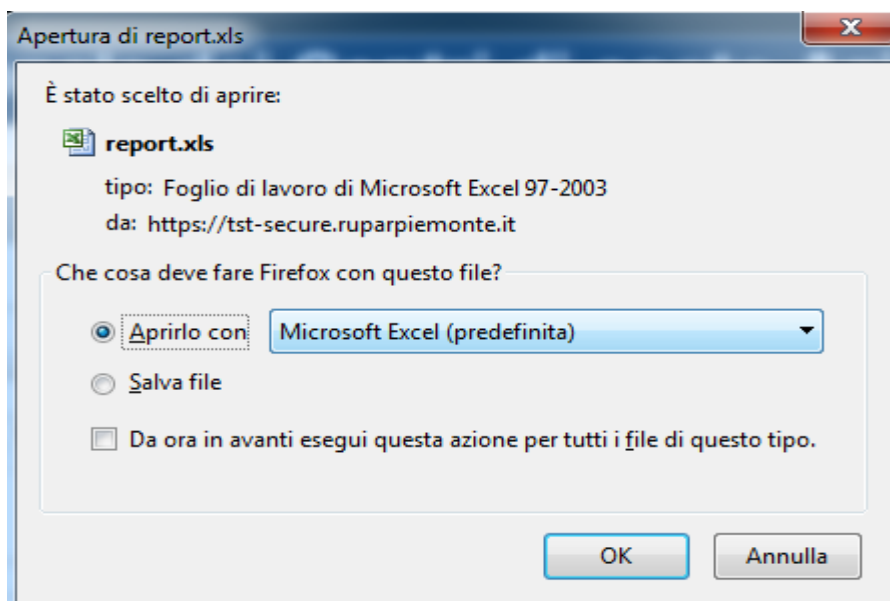 Apertura di report.xls
È stato scelto di aprire:
report.xls
tipo: Foglio di lavoro di Microsoft Excel 97-2003
da: https://tst-secure.ruparpiemonte.it
Che cosa deve fare Firefox con questo file?
Aprirlo con Microsoft Excel (predefinita)
Salva file
Da ora in avanti esegui questa azione per tutti i file di questo tipo.
OK Annulla